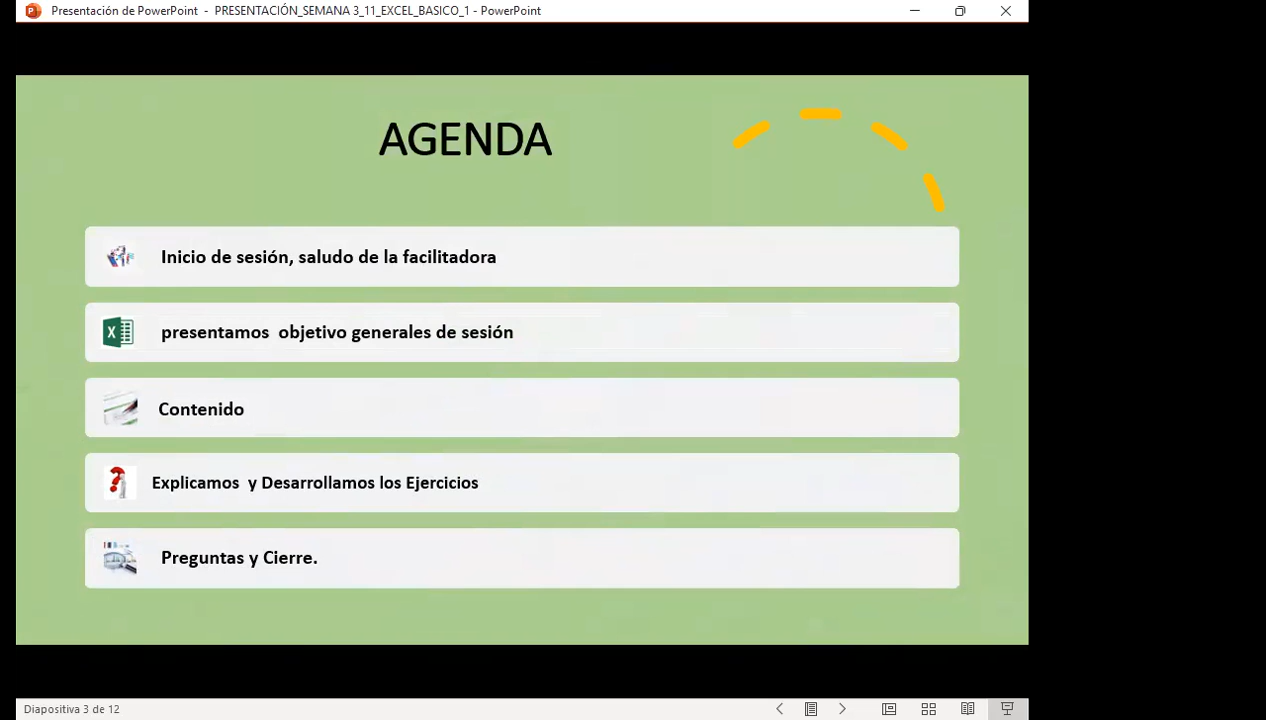 Presentación de PowerPoint - PRESENTACIÓN_SEMANA 3_11_EXCEL_BASICO_1 - PowerPoint
AGENDA
Inicio de sesión, saludo de la facilitadora
presentamos  objetivo generales de sesión
Contenido
Explicamos  y Desarrollamos los Ejercicios
Preguntas y Cierre.
Diapositiva 3 de 12